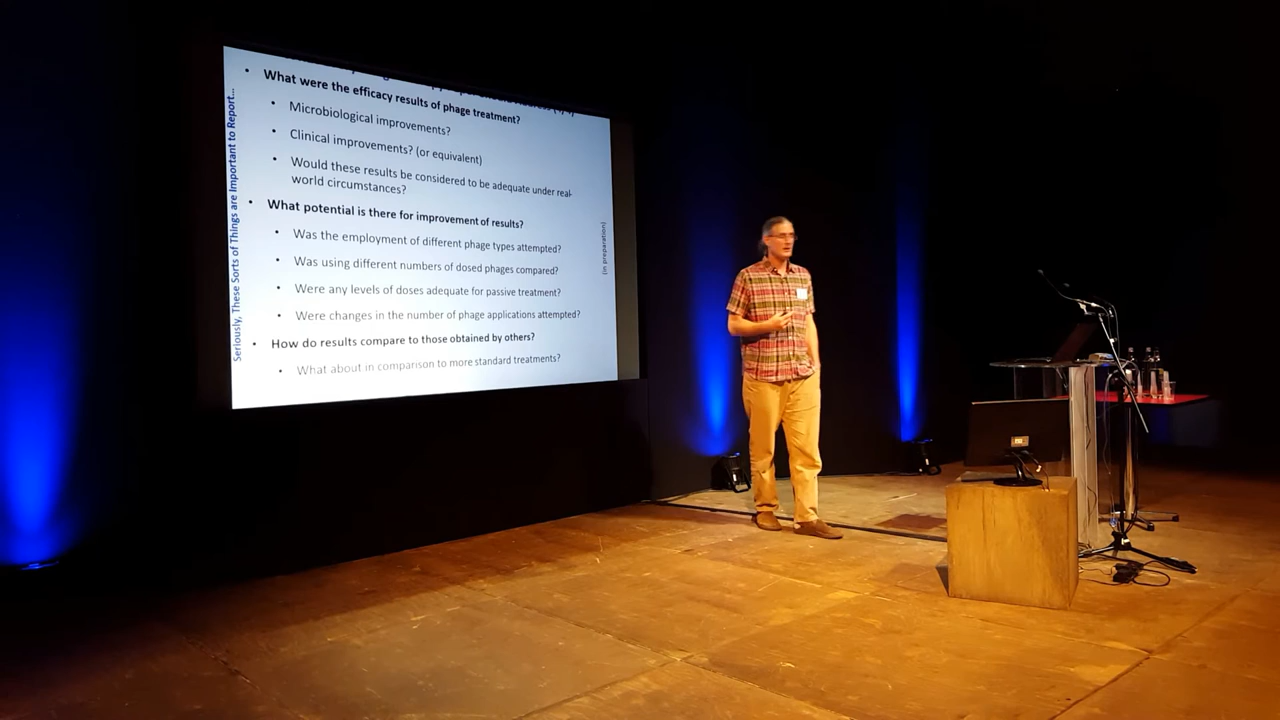 What were the efficacy results of phage treatment?
Microbiological improvements?
Clinical improvements? (or equivalent)
Would these results be considered to be adequate under real-
world circumstances?
What potential is there for improvement of results?
Was the employment of different phage types attempted?
Was using different numbers of dosed phages compared?
Were any levels of doses adequate for passive treatment?
Were changes in the number of phage applications attempted?
How do results compare to those obtained by others?
What about in comparison to more standard treatments?
Seriously, These Sorts of Things are Important to Report...
(in preparation)